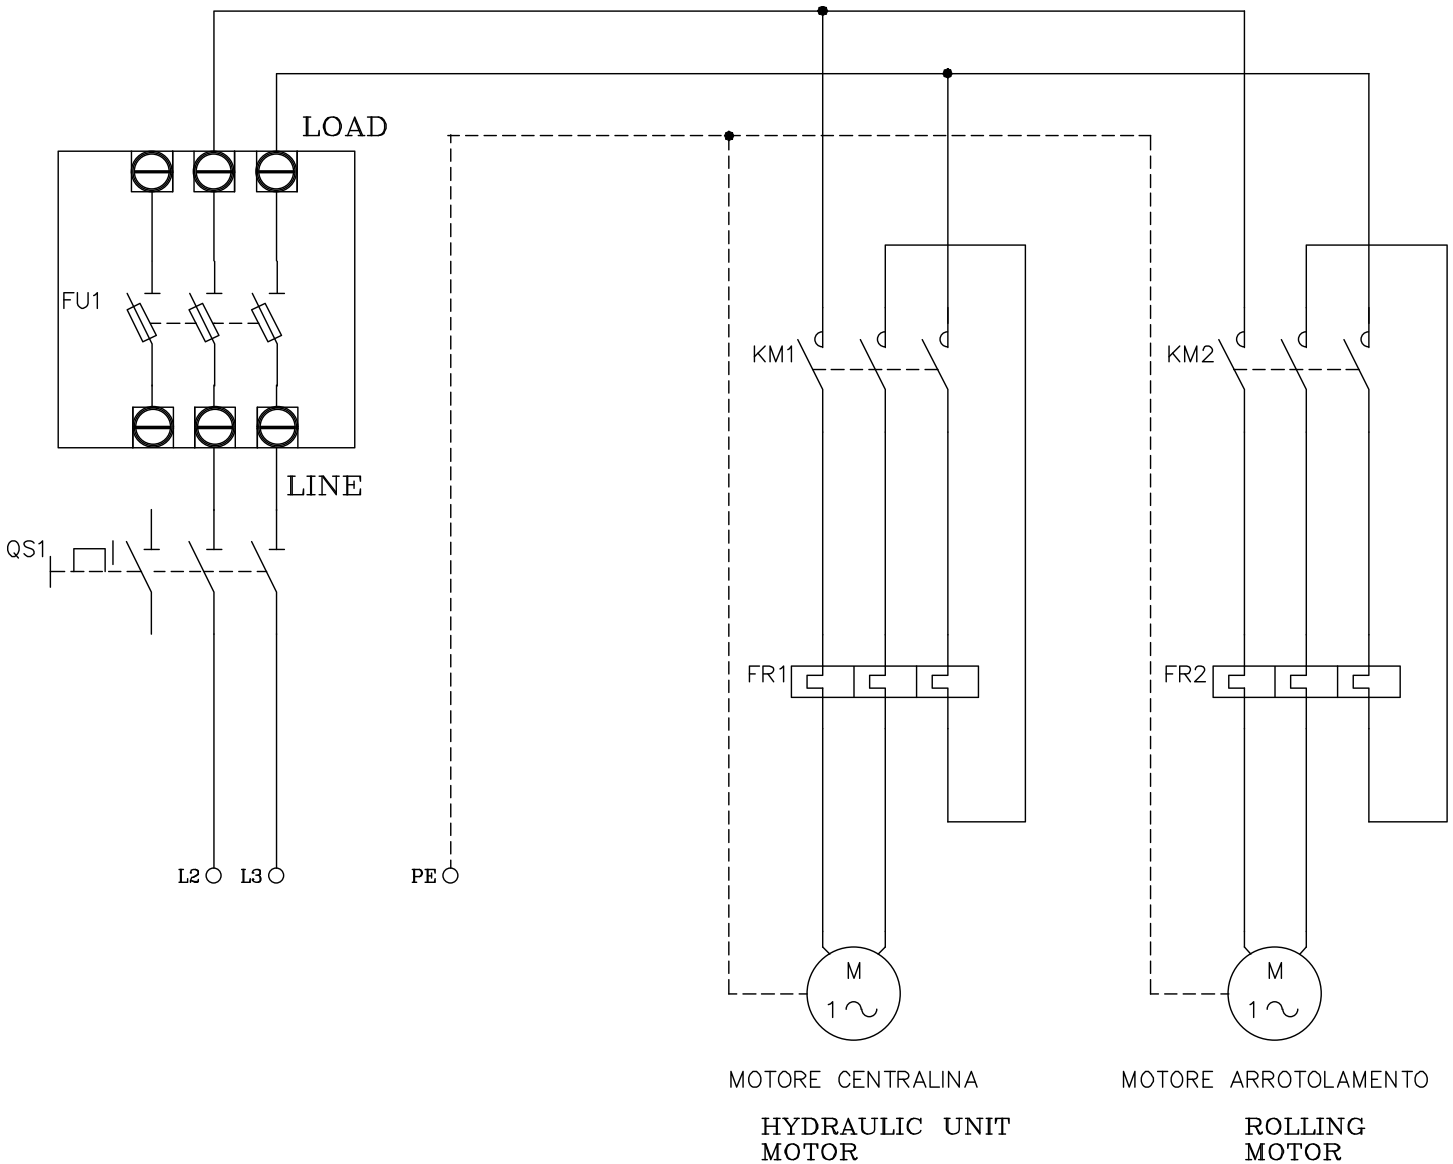 LOAD
FU1
LINE
QS1
KM1
KM2
FR1
FR2
L2
L3
PE
M
1∿
M
1∿
MOTORE CENTRALINA
HYDRAULIC UNIT
MOTOR
MOTORE ARROTOLAMENTO
ROLLING
MOTOR